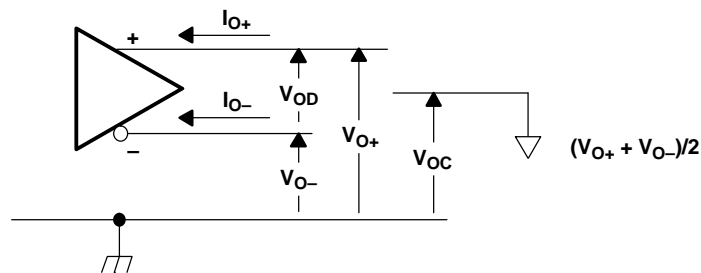 I_O+
+
I_O–
V_OD
V_O+
–
V_OC
(V_O+ + V_O–)/2
V_O–